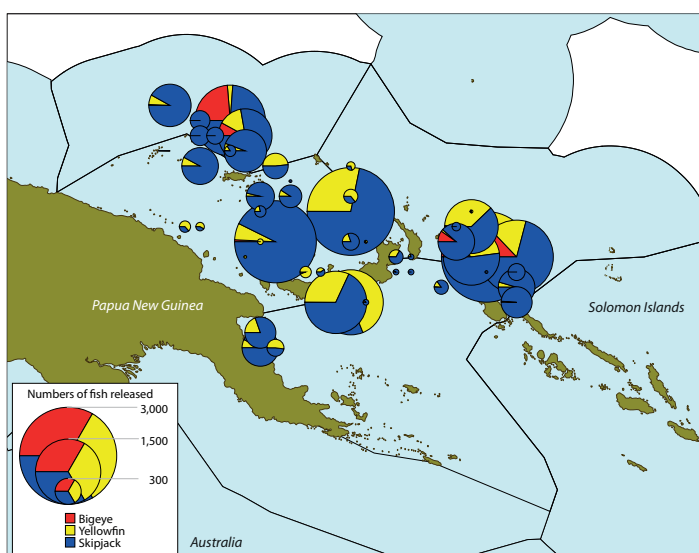 Papua New Guinea
Solomon Islands
Numbers of fish released
3,000
1,500
300
Bigeye
Yellowfin
Skipjack
Australia